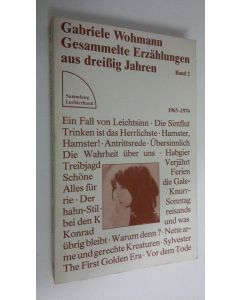 Gabriele Wohmann
Gesammelte Erzählungen
aus dreißig Jahren
Band 2
Sammlung
Luchterhand
1963–1974
Ein Fall von Leichtsinn · Die Sintflut
Trinken ist das Herrlichste · Hamster,
Hamster! · Antrittsrede · Übersinnlich
Die Wahrheit über uns · Habgier
Treibjagd Verjährt
Schöne Ferien
Alles für die Gale-
rie · Der Knurr-
hahn-Stil Sonntag
bei den K reisands
Konrad und was
übrig bleibt · Warum denn ? · Nette ar-
me und gerechte Kreaturen · Sylvester
The First Golden Era · Vor dem Tode